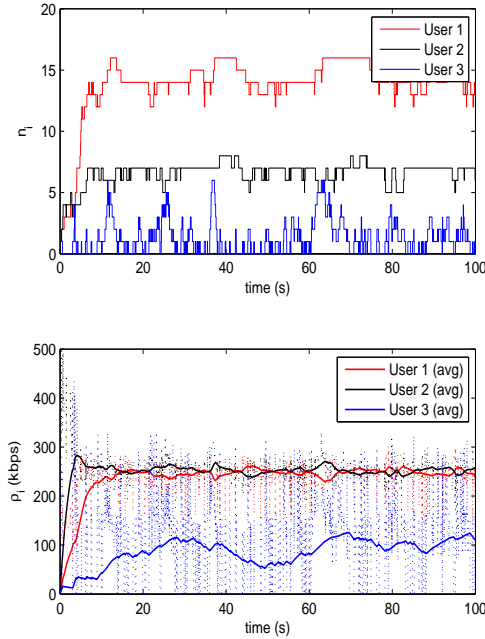 20
15
10
5
0
n_i
0 20 40 60 80 100
time (s)
User 1
User 2
User 3
500
400
300
200
100
0
ρ_i (kbps)
0 20 40 60 80 100
time (s)
User 1 (avg)
User 2 (avg)
User 3 (avg)